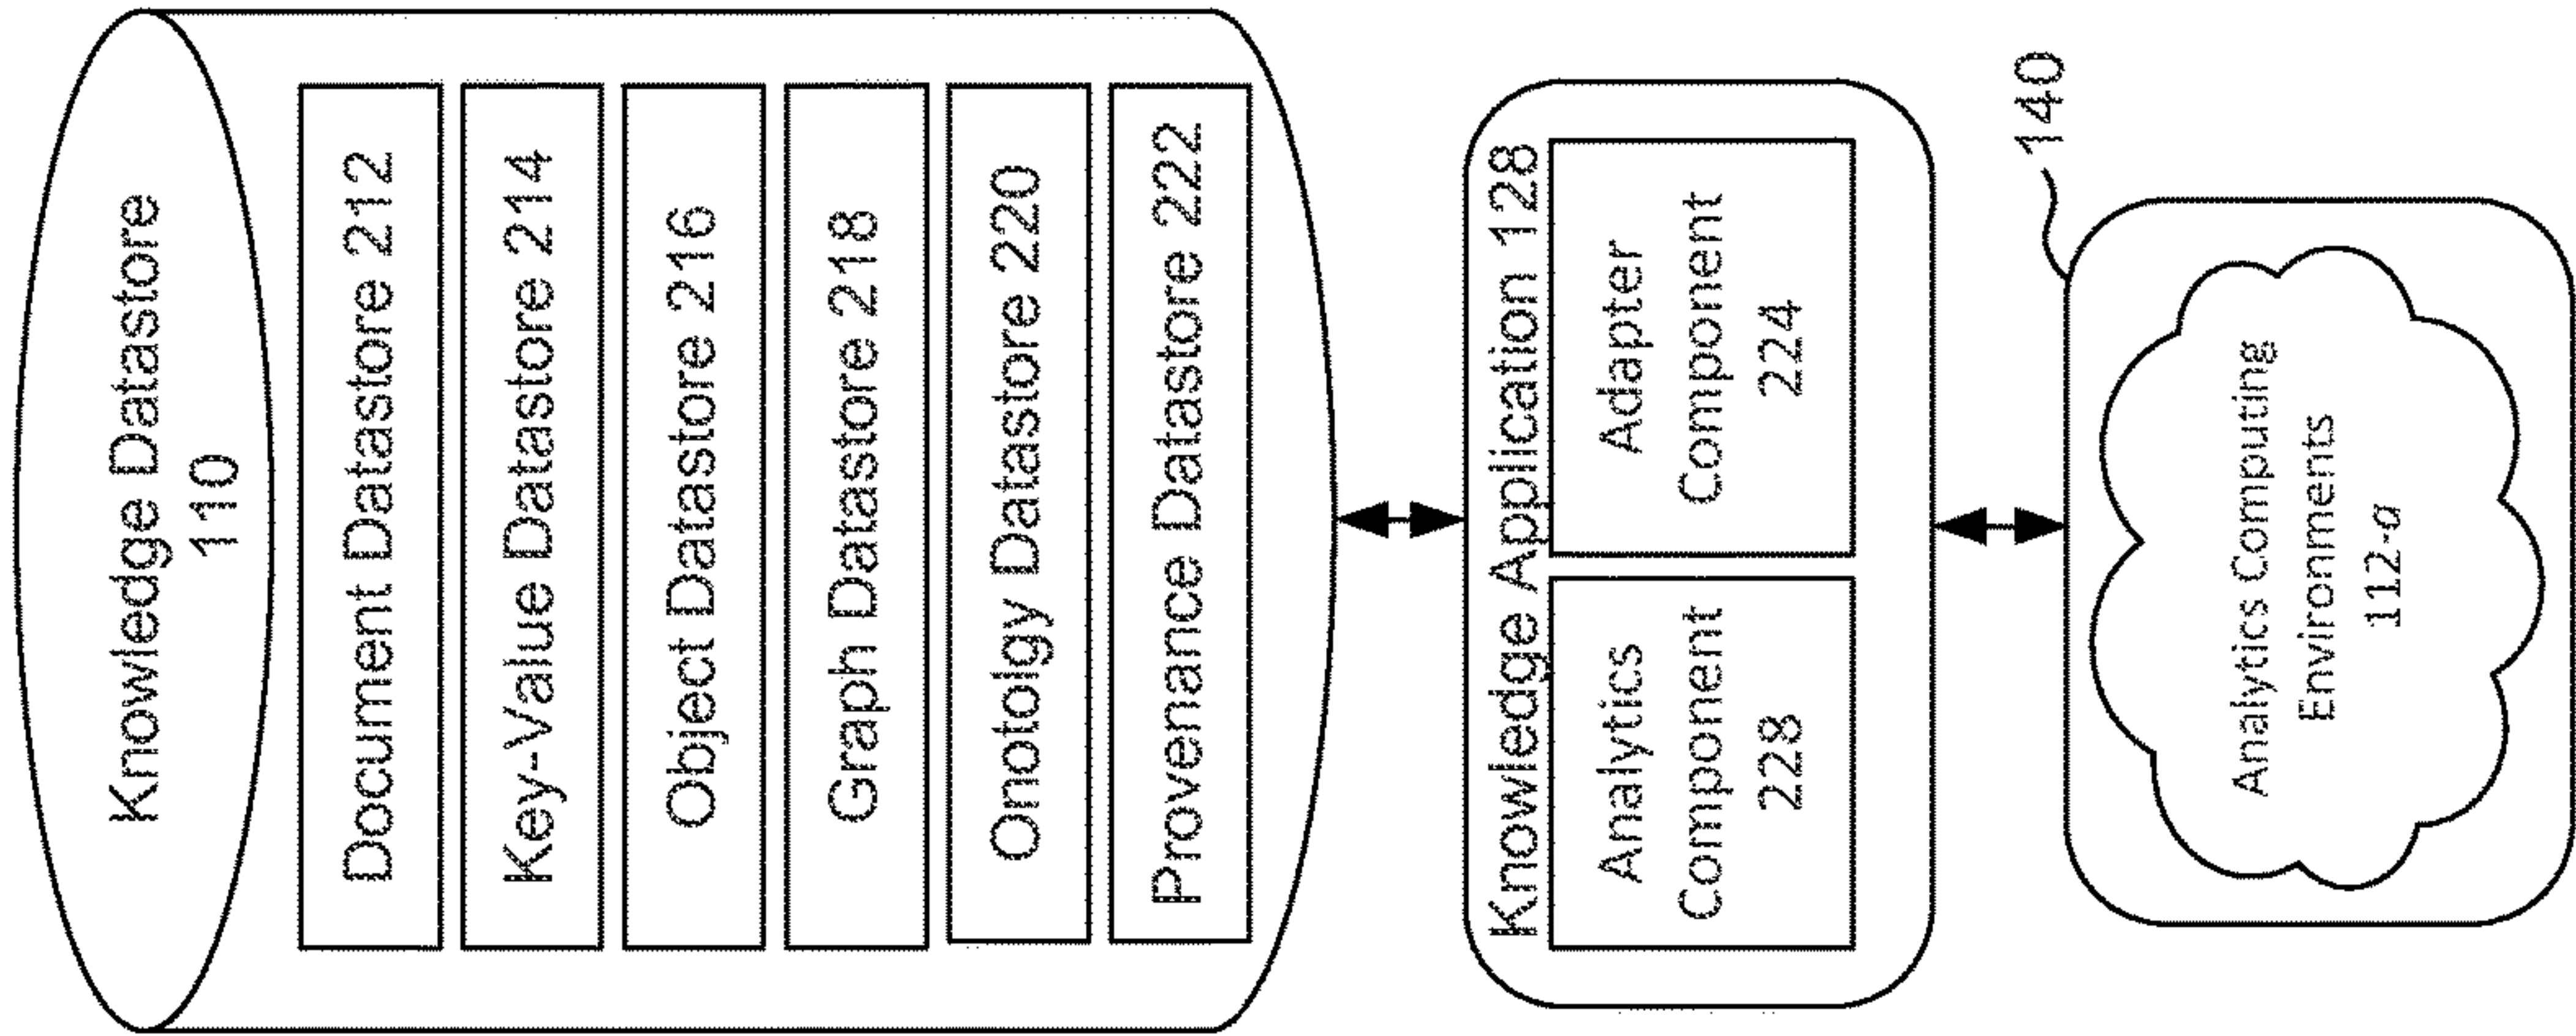 Knowledge Datastore
110
Document Datastore 212
Key-Value Datastore 214
Object Datastore 216
Graph Datastore 218
Onotolgy Datastore 220
Provenance Datastore 222
Knowledge Application 128
Analytics
Component
228
Adapter
Component
224
140
Analytics Computing
Environments
112-a